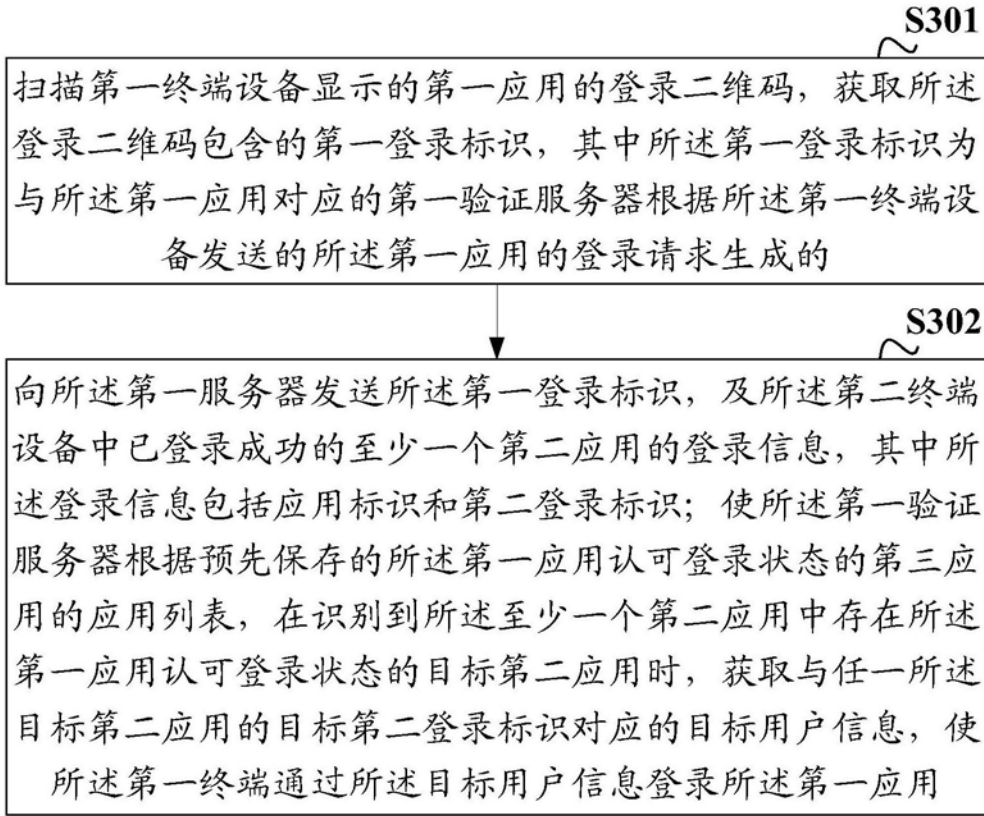 S301
扫描第一终端设备显示的第一应用的登录二维码，获取所述
登录二维码包含的第一登录标识，其中所述第一登录标识为
与所述第一应用对应的第一验证服务器根据所述第一终端设
备发送的所述第一应用的登录请求生成的
S302
向所述第一服务器发送所述第一登录标识，及所述第二终端
设备中已登录成功的至少一个第二应用的登录信息，其中所
述登录信息包括应用标识和第二登录标识；使所述第一验证
服务器根据预先保存的所述第一应用认可登录状态的第三应
用的应用列表，在识别到所述至少一个第二应用中存在所述
第一应用认可登录状态的目标第二应用时，获取与任一所述
目标第二应用的目标第二登录标识对应的目标用户信息，使
所述第一终端通过所述目标用户信息登录所述第一应用